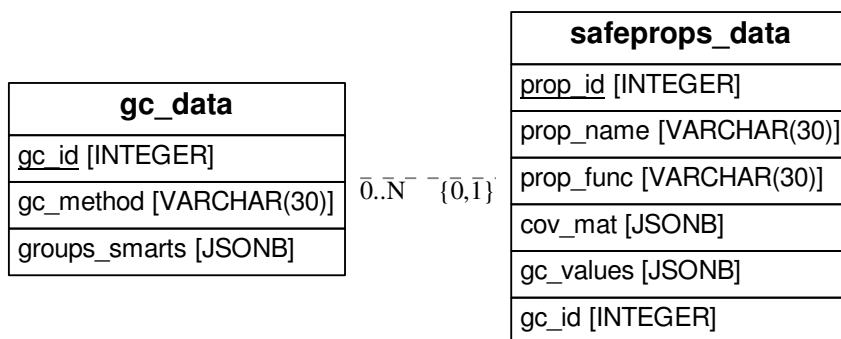 gc_data
gc_id [INTEGER]
gc_method [VARCHAR(30)]
groups_smarts [JSONB]
0..N {0,1}
safeprops_data
prop_id [INTEGER]
prop_name [VARCHAR(30)]
prop_func [VARCHAR(30)]
cov_mat [JSONB]
gc_values [JSONB]
gc_id [INTEGER]